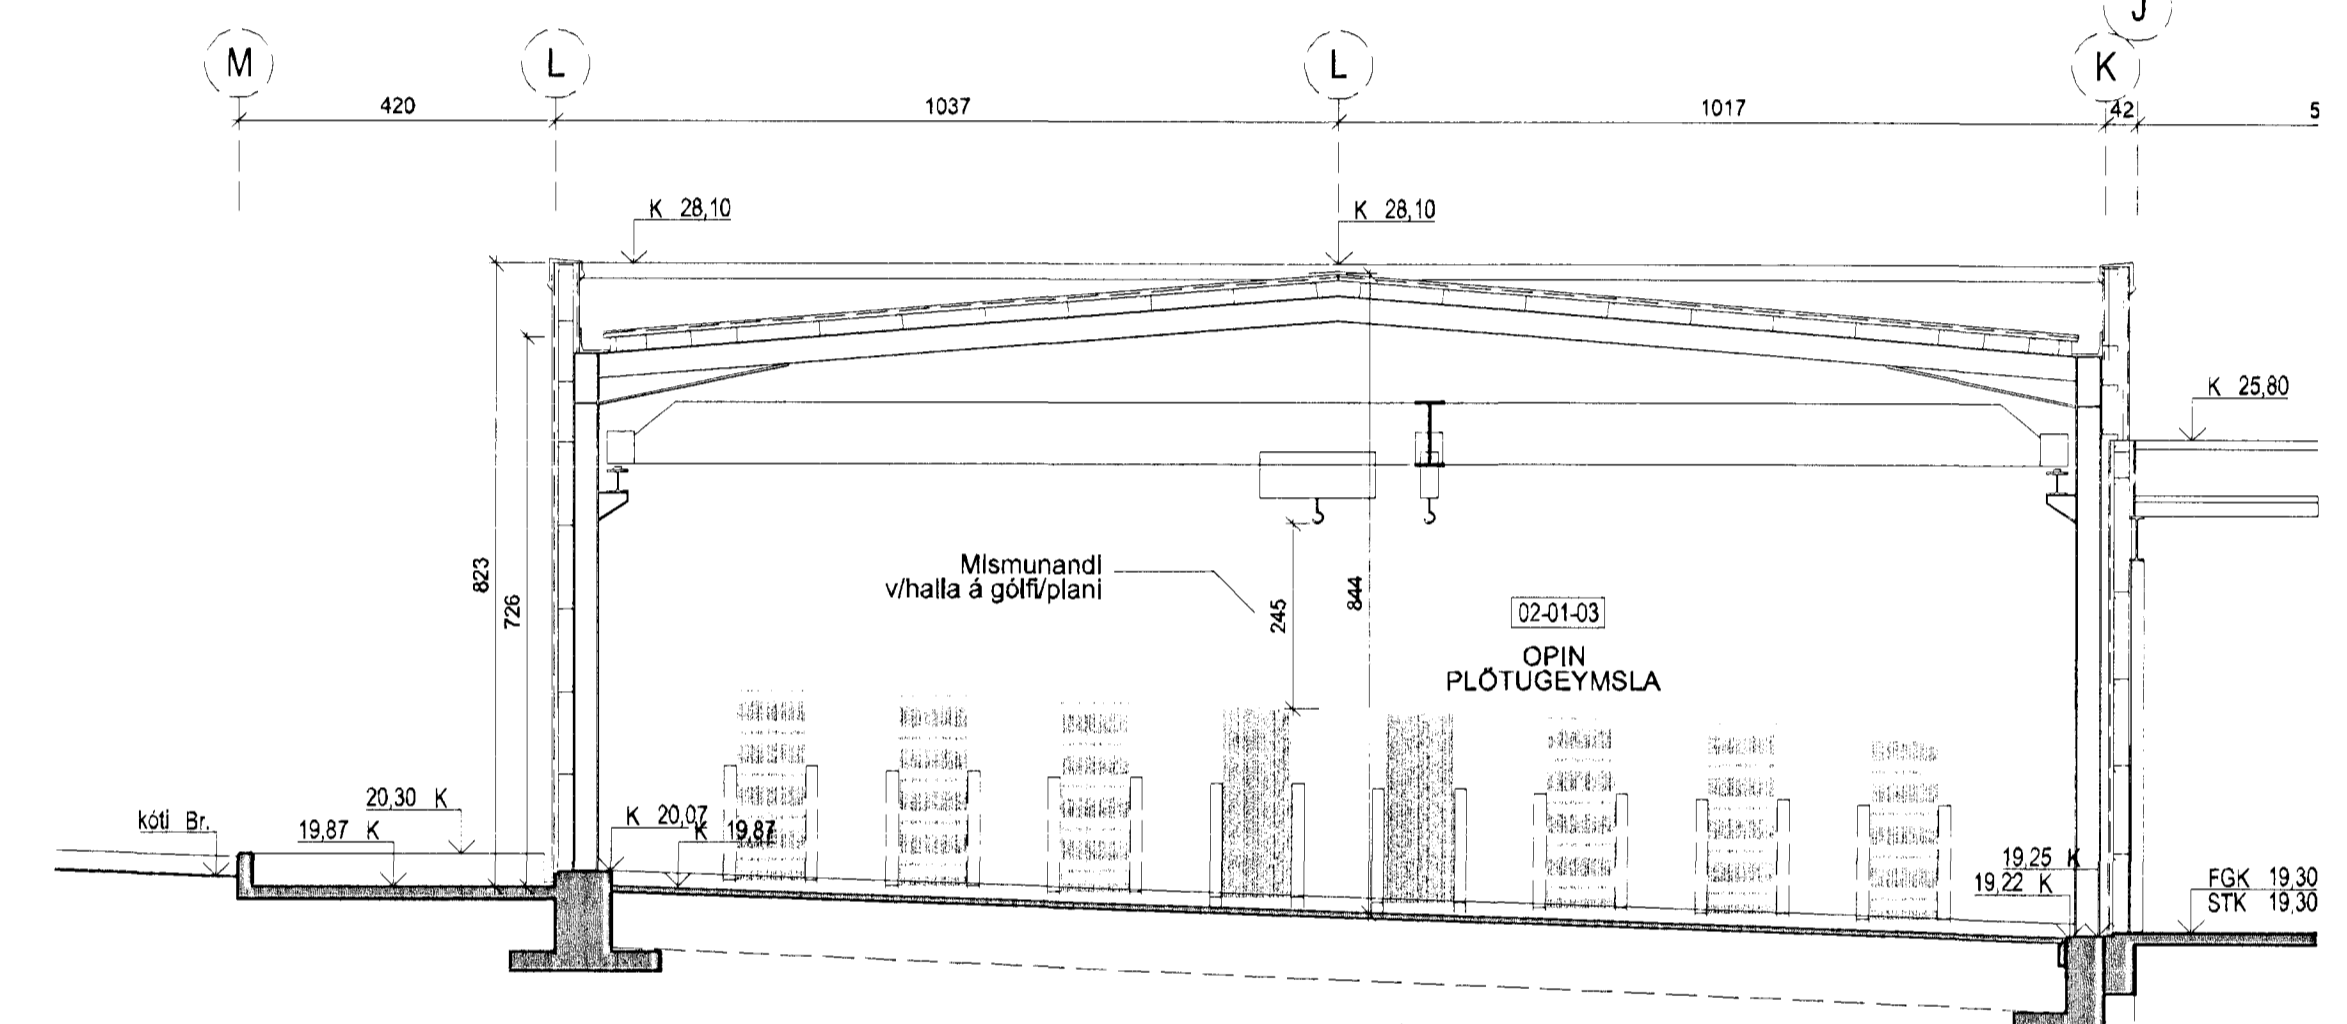 J
M
L
L
K
420
1037
1017
42
5
K 28,10
K 28,10
K 25,80
823
726
Mismunandi
v/halla á gólfi/plani
245
844
02-01-03
OPIN
PLÖTUGEYMSLA
20,30 K
kóti Br.
19,87 K
K 20,07
K 19,87
19,25 K
19,22 K
FGK 19,30
STK 19,30